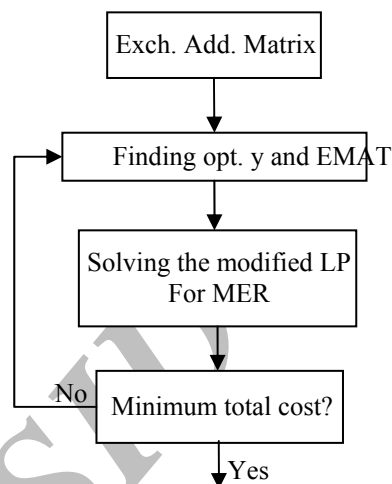 Exch. Add. Matrix
Finding opt. y and EMAT
Solving the modified LP
For MER
No
Minimum total cost?
Yes